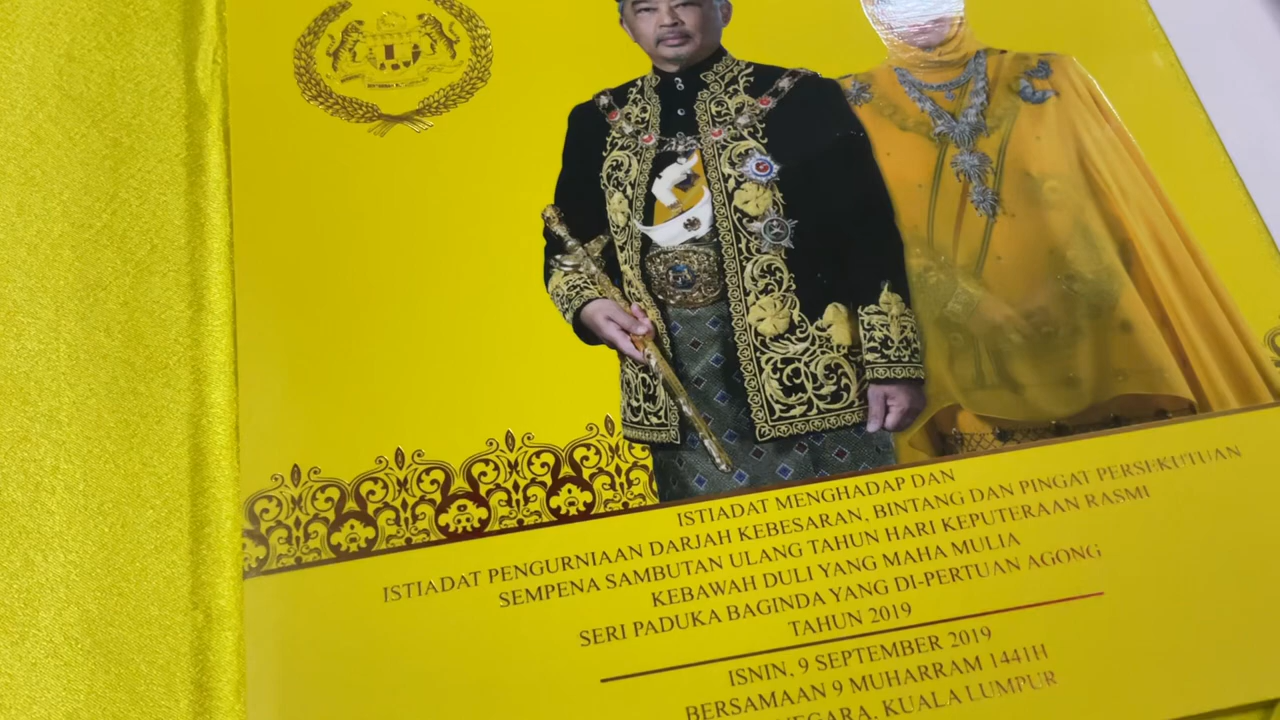 ISTIADAT MENGHADAP DAN
ISTIADAT PENGURNIAAN DARJAH KEBESARAN, BINTANG DAN PINGAT PERSEKUTUAN
SEMPENA SAMBUTAN ULANG TAHUN HARI KEPUTERAAN RASMI
KEBAWAH DULI YANG MAHA MULIA
SERI PADUKA BAGINDA YANG DI-PERTUAN AGONG
TAHUN 2019
ISNIN, 9 SEPTEMBER 2019
BERSAMAAN 9 MUHARRAM 1441H
NEGARA, KUALA LUMPUR